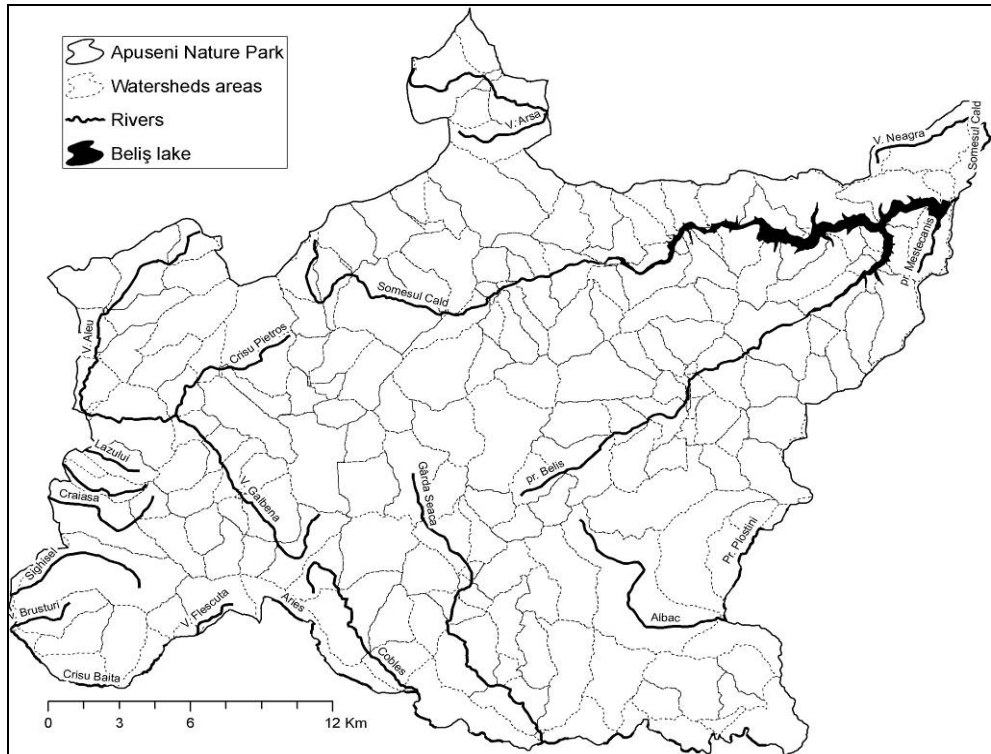 Apuseni Nature Park
Watersheds areas
Rivers
Beliş lake
V. Arsa
V. Neagra
Somesul Cald
pr. Mestecanis
Somesul Cald
V. Aleu
Crisu Pietros
Lazului
Craiasa
V. Galbena
Gârda Seaca
pr. Belis
Pr. Plostini
Sighisel
v. Brusturi
V. Flescuta
Aries
Albac
Cobles
Crisu Baita
0 3 6 12 Km